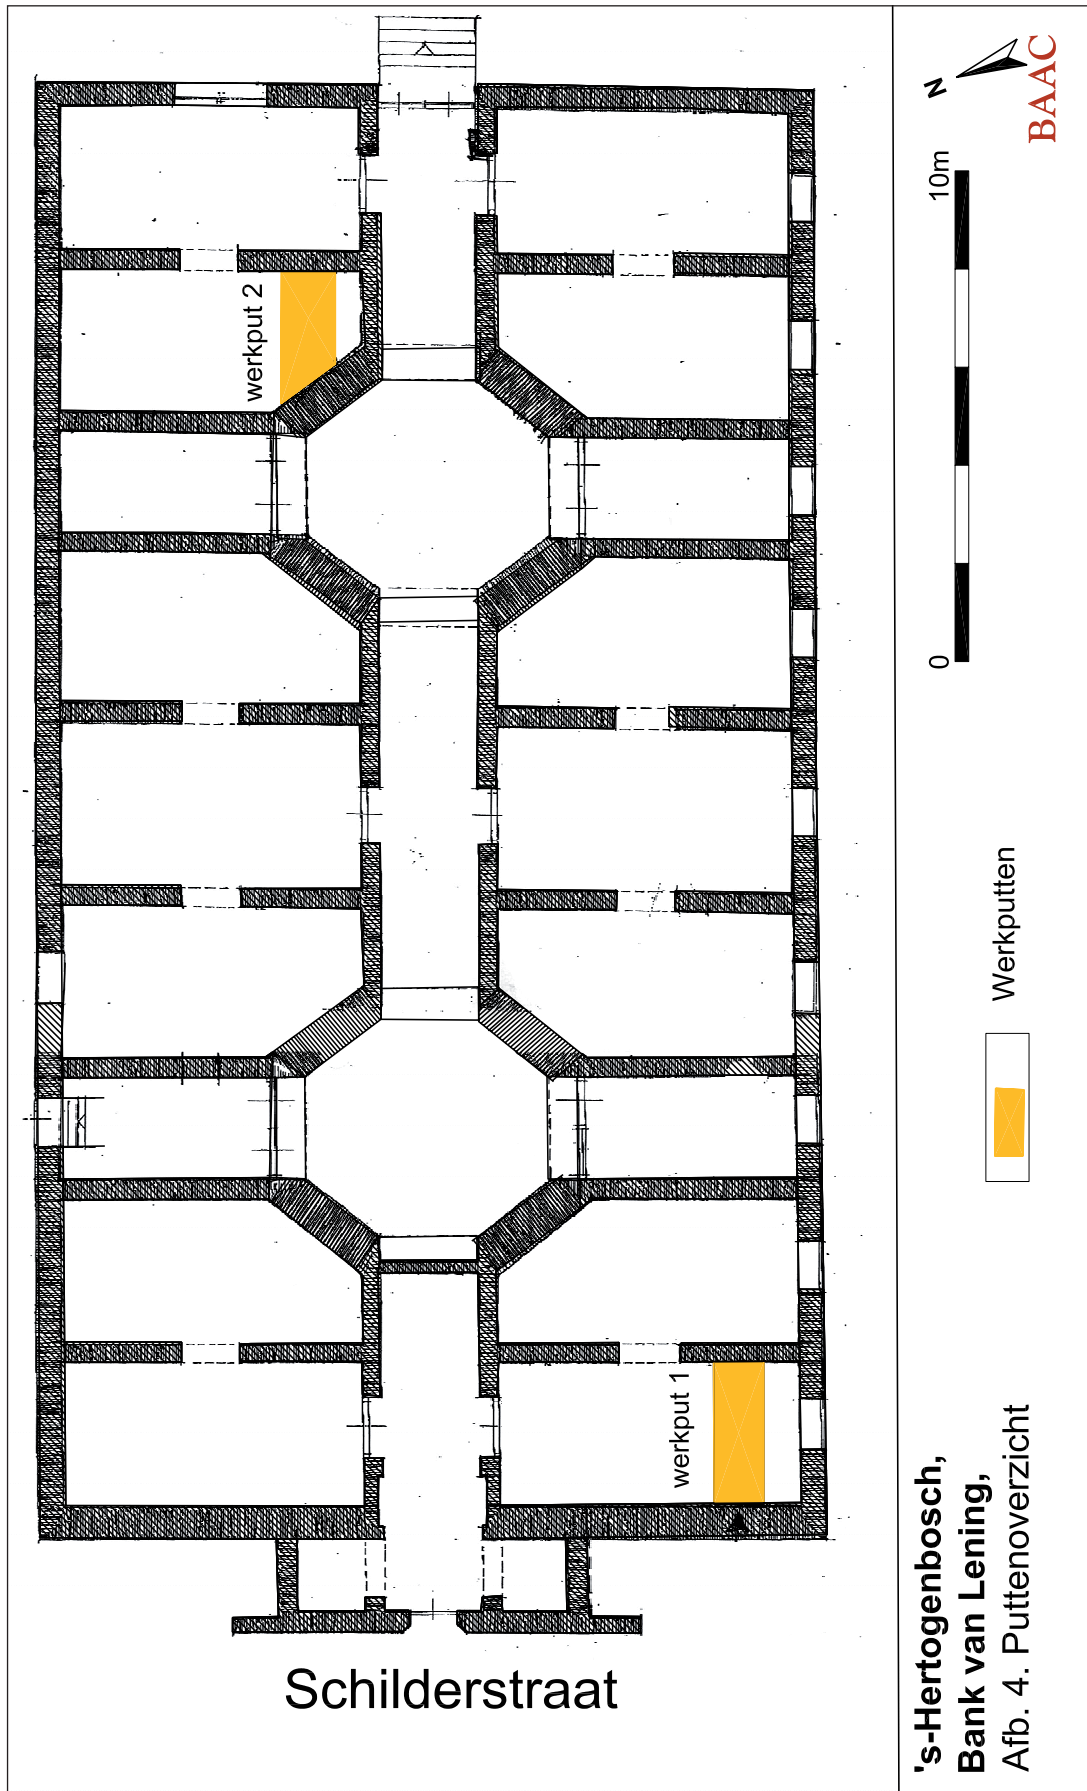 werkput 2
werkput 1
Schilderstraat
's-Hertogenbosch,
Bank van Lening,
Afb. 4. Puttenoverzicht
Werkputten
0
10m
N
BAAC